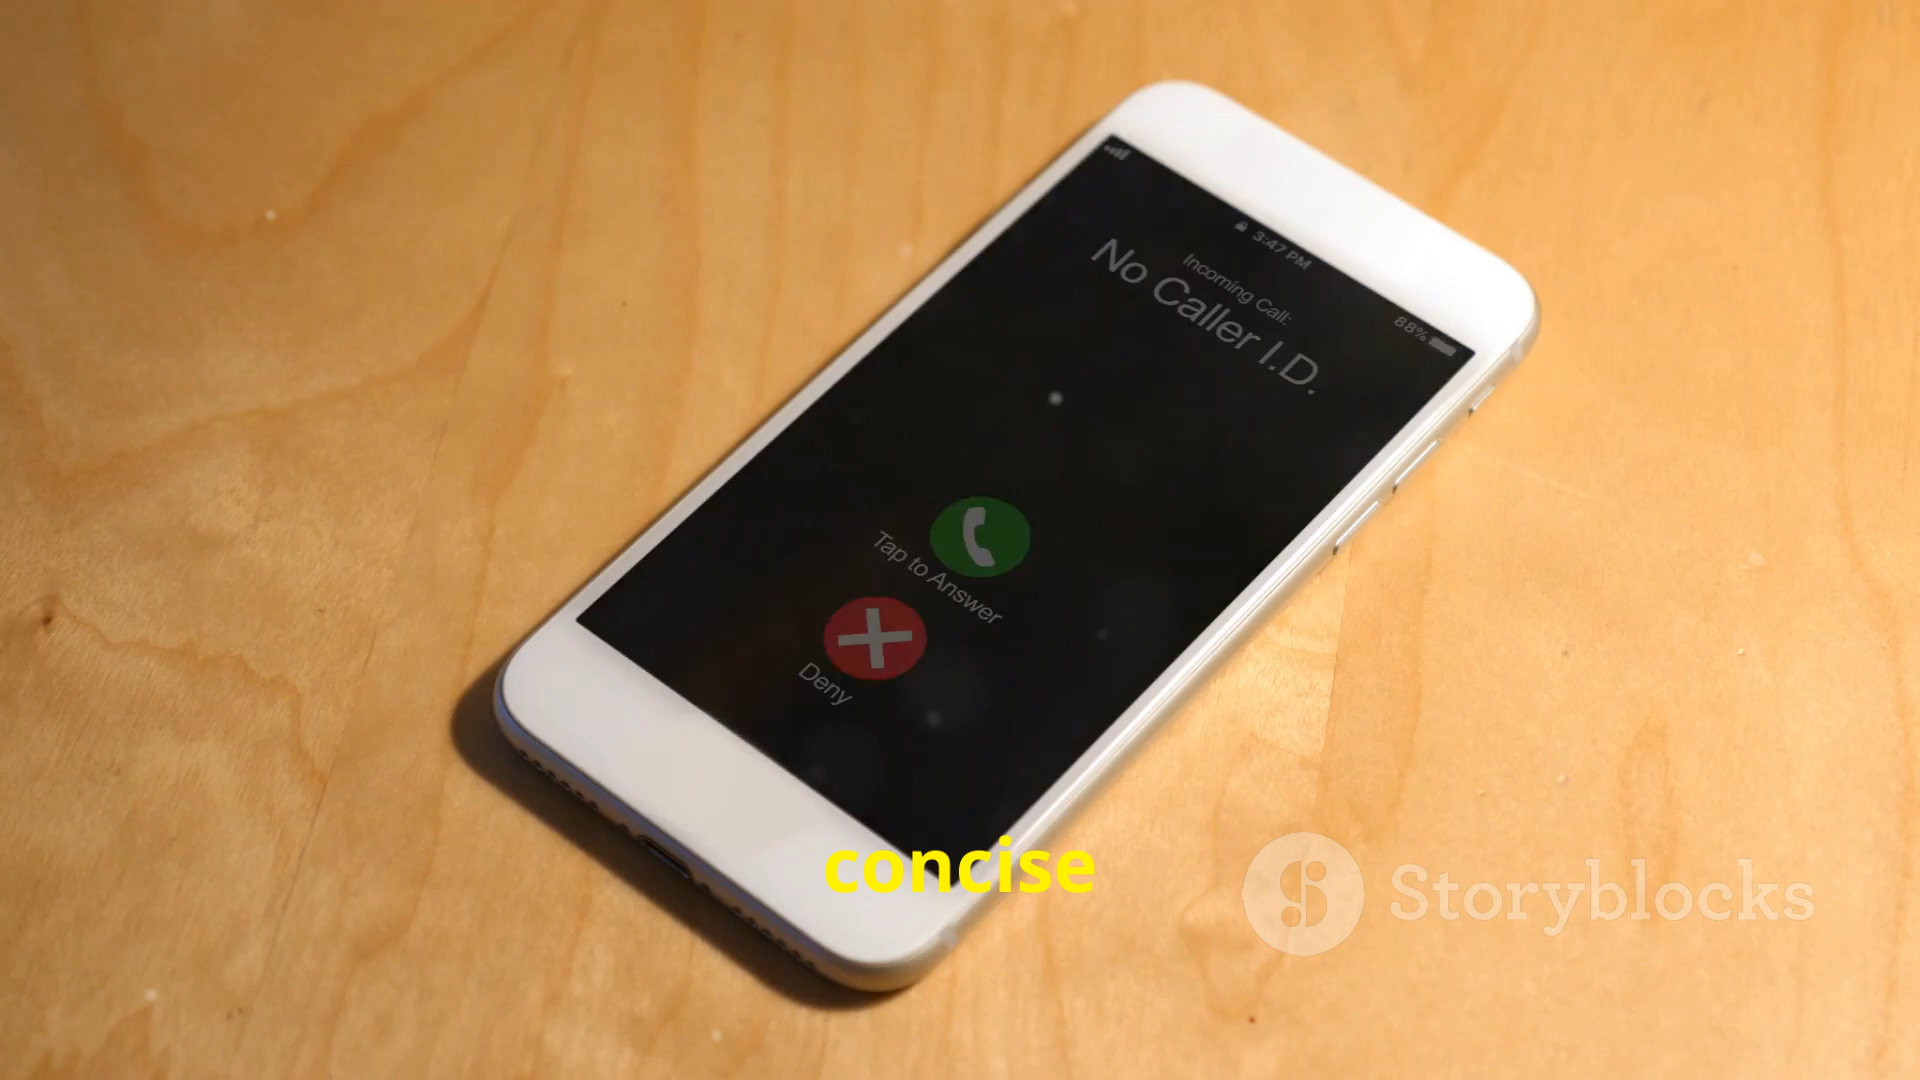 3:47 PM
88%
Incoming Call:
No Caller I.D.
Tap to Answer
Deny
concise
Storyblocks